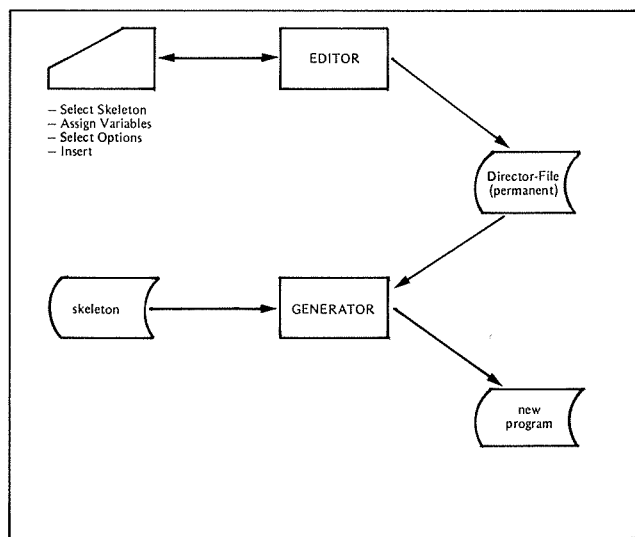 EDITOR
– Select Skeleton
– Assign Variables
– Select Options
– Insert
Director-File
(permanent)
skeleton
GENERATOR
new
program